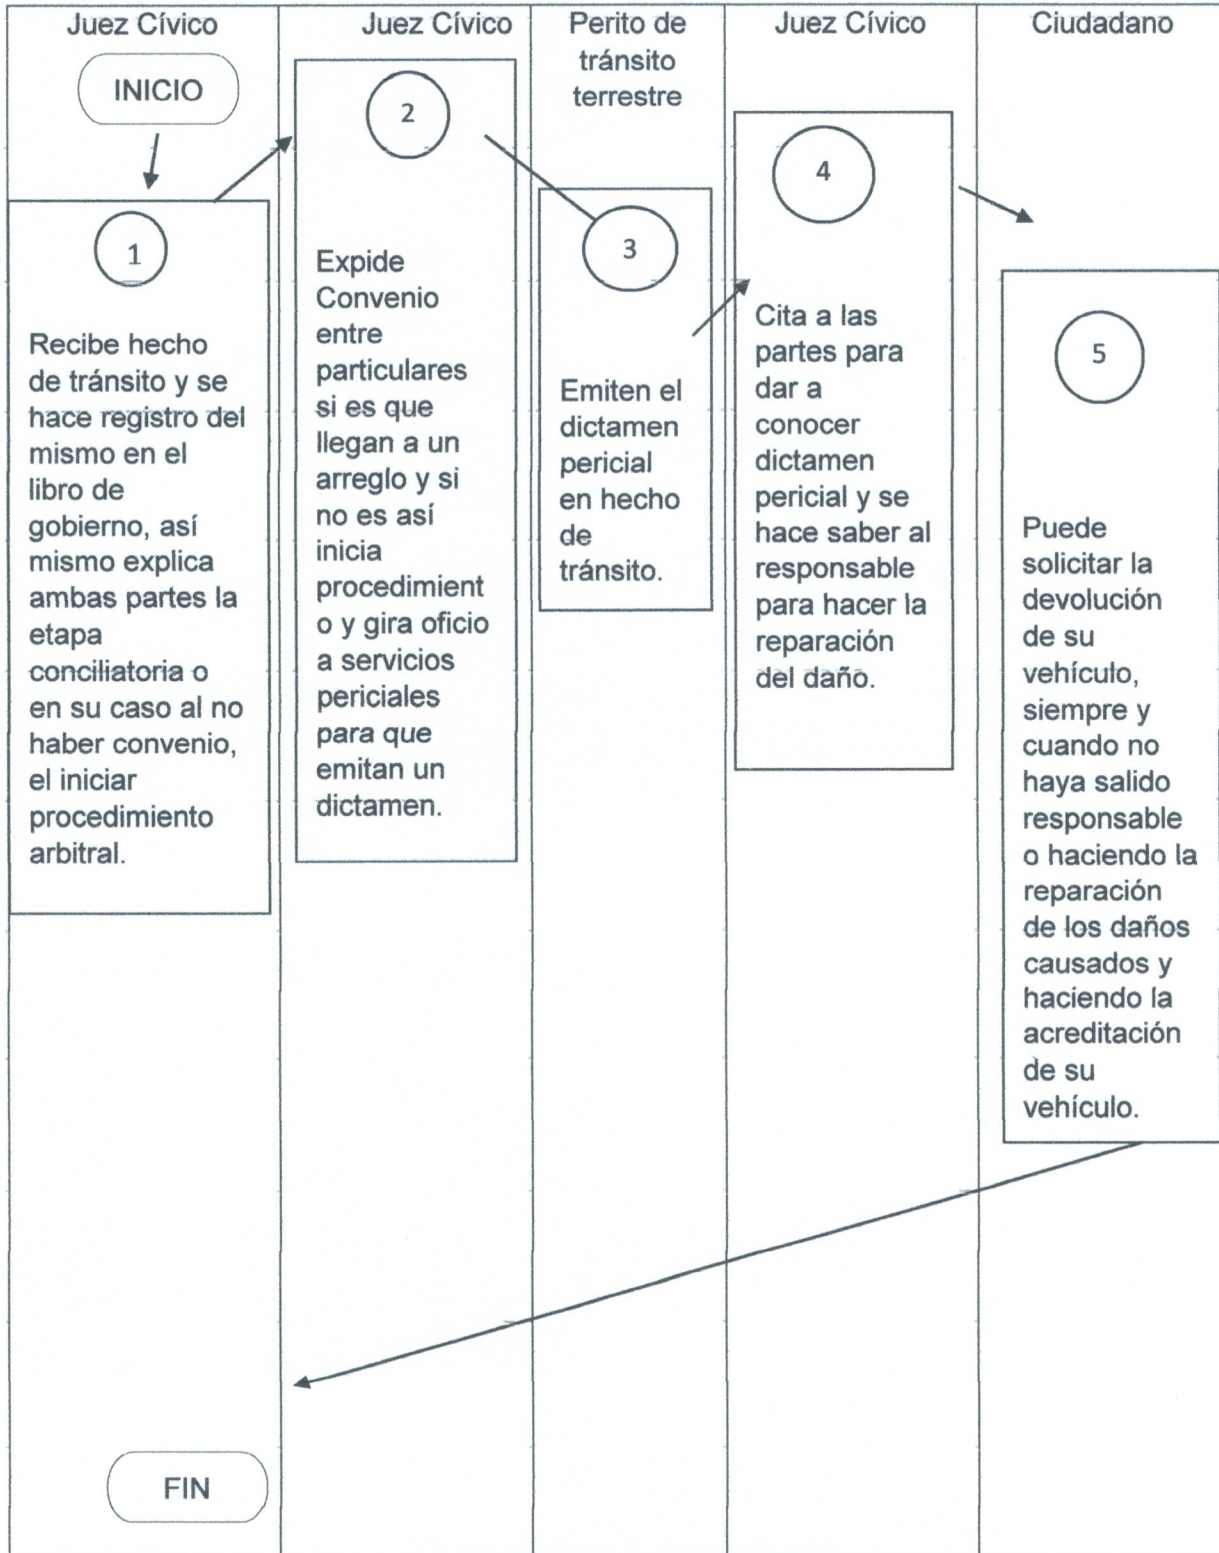 Juez Cívico
INICIO
1
Recibe hecho
de tránsito y se
hace registro del
mismo en el
libro de
gobierno, así
mismo explica
ambas partes la
etapa
conciliatoria o
en su caso al no
haber convenio,
el iniciar
procedimiento
arbitral.
FIN
Juez Cívico
2
Expide
Convenio
entre
particulares
si es que
llegan a un
arreglo y si
no es así
inicia
procedimient
o y gira oficio
a servicios
periciales
para que
emitan un
dictamen.
Perito de
tránsito
terrestre
3
Emiten el
dictamen
pericial
en hecho
de
tránsito.
Juez Cívico
4
Cita a las
partes para
dar a
conocer
dictamen
pericial y se
hace saber al
responsable
para hacer la
reparación
del daño.
Ciudadano
5
Puede
solicitar la
devolución
de su
vehículo,
siempre y
cuando no
haya salido
responsable
o haciendo la
reparación
de los daños
causados y
haciendo la
acreditación
de su
vehículo.